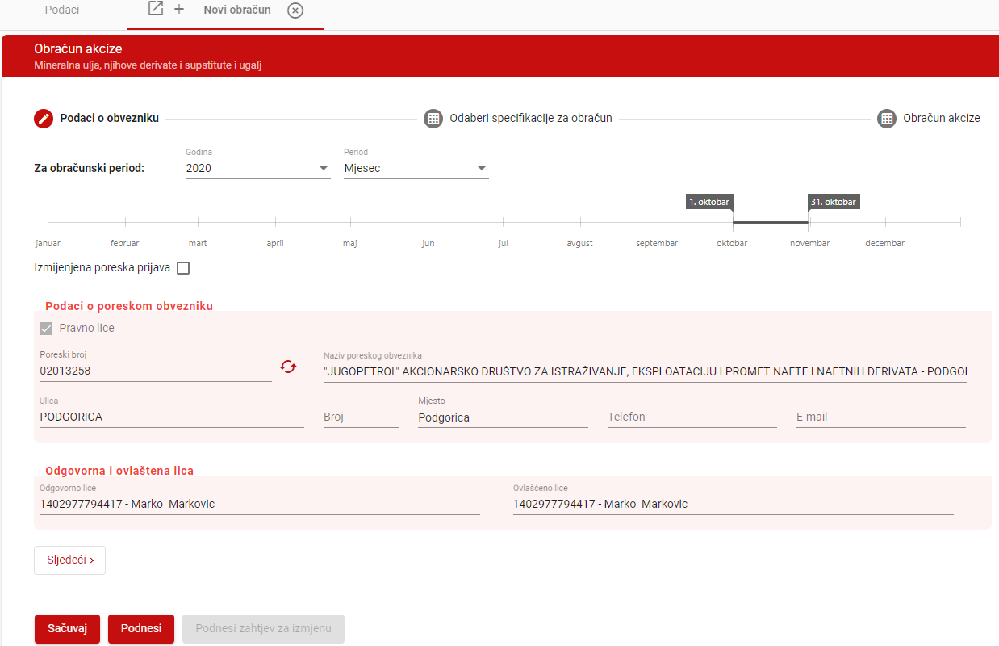 Podaci
Novi obračun
Obračun akcize
Mineralna ulja, njihove derivate i supstitute i ugalj
Podaci o obvezniku
Odaberi specifikacije za obračun
Obračun akcize
Za obračunski period:
Godina
2020
Period
Mjesec
1. oktobar
31. oktobar
januar februar mart april maj jun jul avgust septembar oktobar novembar decembar
Izmijenjena poreska prijava
Podaci o poreskom obvezniku
Pravno lice
Poreski broj
02013258
Naziv poreskog obveznika
"JUGOPETROL" AKCIONARSKO DRUŠTVO ZA ISTRAŽIVANJE, EKSPLOATACIJU I PROMET NAFTE I NAFTNIH DERIVATA - PODGOI
Ulica
PODGORICA
Broj
Mjesto
Podgorica
Telefon
E-mail
Odgovorna i ovlaštena lica
Odgovorno lice
1402977794417 - Marko  Markovic
Ovlašćeno lice
1402977794417 - Marko  Markovic
Sljedeći ›
Sačuvaj
Podnesi
Podnesi zahtjev za izmjenu